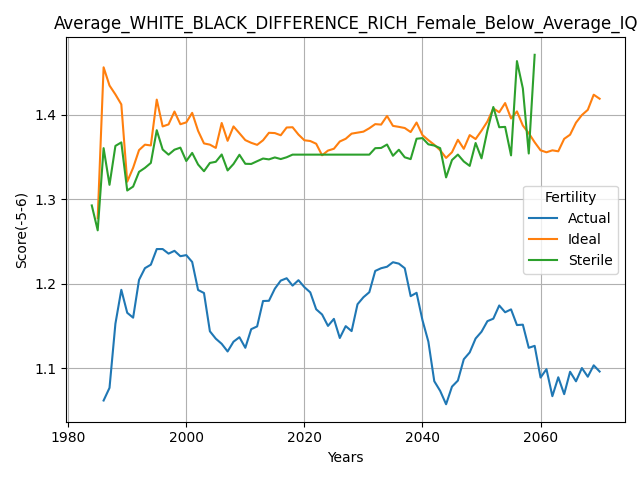 Average_WHITE_BLACK_DIFFERENCE_RICH_Female_Below_Average_IQ
Score(-5-6)
1.4
1.3
1.2
1.1
Fertility
Actual
Ideal
Sterile
1980
2000
2020
2040
2060
Years